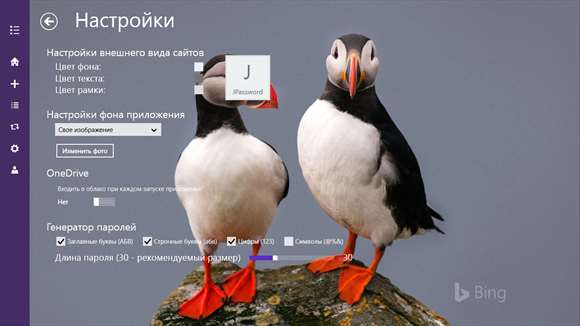 Настройки
Настройки внешнего вида сайтов
Цвет фона:
Цвет текста:
Цвет рамки:
J
JPassword
Настройки фона приложения
Свое изображение
Изменить фото
OneDrive
Входить в облако при каждом запуске приложения:
Нет
Генератор паролей
Заглавные буквы (АБВ) Строчные буквы (абв) Цифры (123) Символы (@%&)
Длина пароля (30 - рекомендуемый размер) 30
Bing